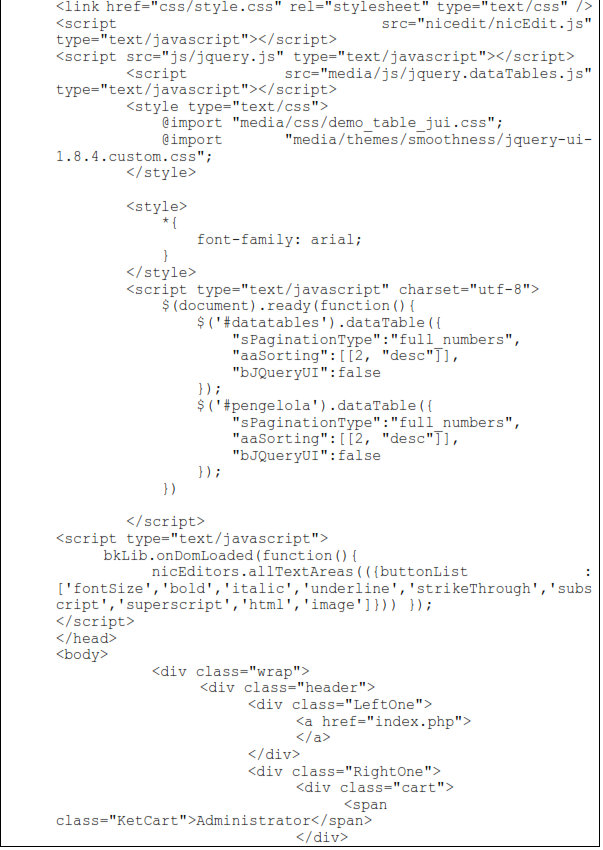 <link href="css/style.css" rel="stylesheet" type="text/css" />
<script src="nicedit/nicEdit.js"
type="text/javascript"></script>
<script src="js/jquery.js" type="text/javascript"></script>
<script src="media/js/jquery.dataTables.js"
type="text/javascript"></script>
<style type="text/css">
@import "media/css/demo_table_jui.css";
@import "media/themes/smoothness/jquery-ui-
1.8.4.custom.css";
</style>
<style>
*{
font-family: arial;
}
</style>
<script type="text/javascript" charset="utf-8">
$(document).ready(function(){
$('#datatables').dataTable({
"sPaginationType":"full_numbers",
"aaSorting":[[2, "desc"]],
"bJQueryUI":false
});
$('#pengelola').dataTable({
"sPaginationType":"full_numbers",
"aaSorting":[[2, "desc"]],
"bJQueryUI":false
});
})
</script>
<script type="text/javascript">
bkLib.onDomLoaded(function(){
nicEditors.allTextAreas(({buttonList :
['fontSize','bold','italic','underline','strikeThrough','subs
cript','superscript','html','image']})) });
</script>
</head>
<body>
<div class="wrap">
<div class="header">
<div class="LeftOne">
<a href="index.php">
</a>
</div>
<div class="RightOne">
<div class="cart">
<span
class="KetCart">Administrator</span>
</div>